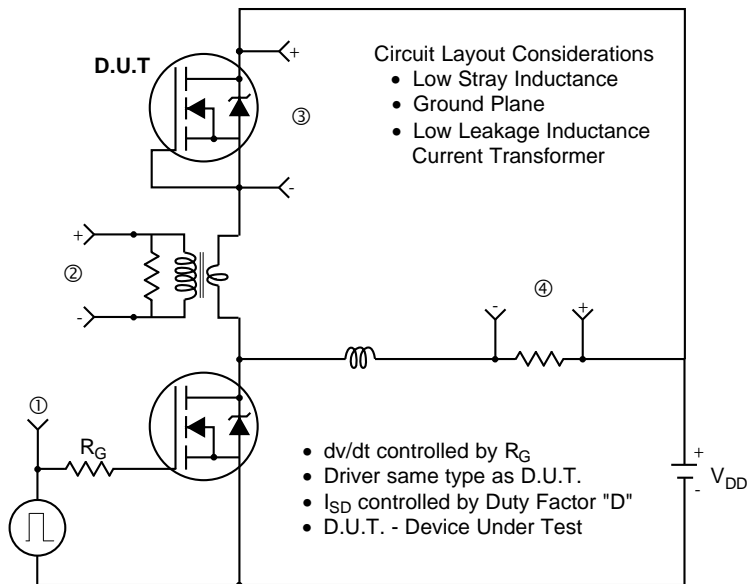 D.U.T
+
Circuit Layout Considerations
• Low Stray Inductance
• Ground Plane
• Low Leakage Inductance
Current Transformer
③
-
+
②
-
④
-
+
①
R_G
• dv/dt controlled by R_G
• Driver same type as D.U.T.
• I_SD controlled by Duty Factor "D"
• D.U.T. - Device Under Test
+
V_DD
-